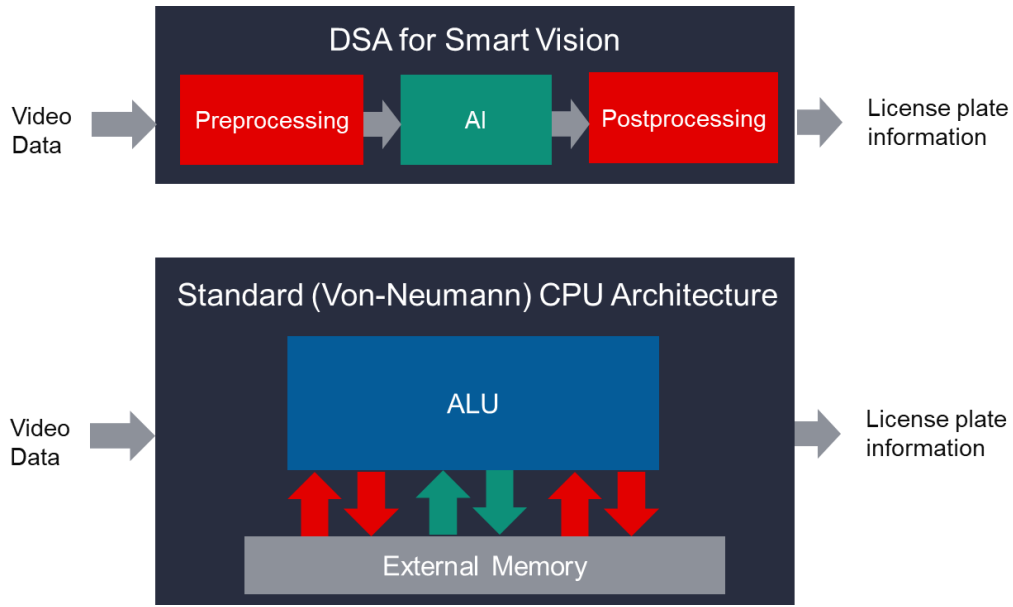 DSA for Smart Vision
Video
Data
Preprocessing
AI
Postprocessing
License plate
information
Standard (Von-Neumann) CPU Architecture
ALU
Video
Data
License plate
information
External Memory